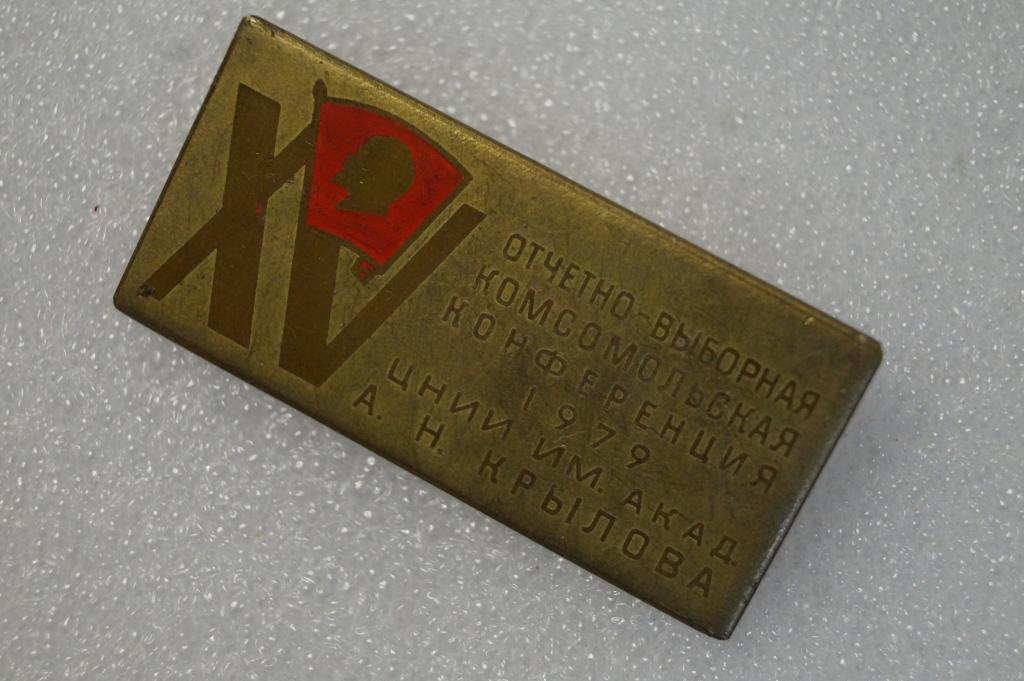 XV
ОТЧЕТНО-ВЫБОРНАЯ
КОМСОМОЛЬСКАЯ
КОНФЕРЕНЦИЯ
1979
ЦНИИ ИМ. АКАД.
А. Н. КРЫЛОВА